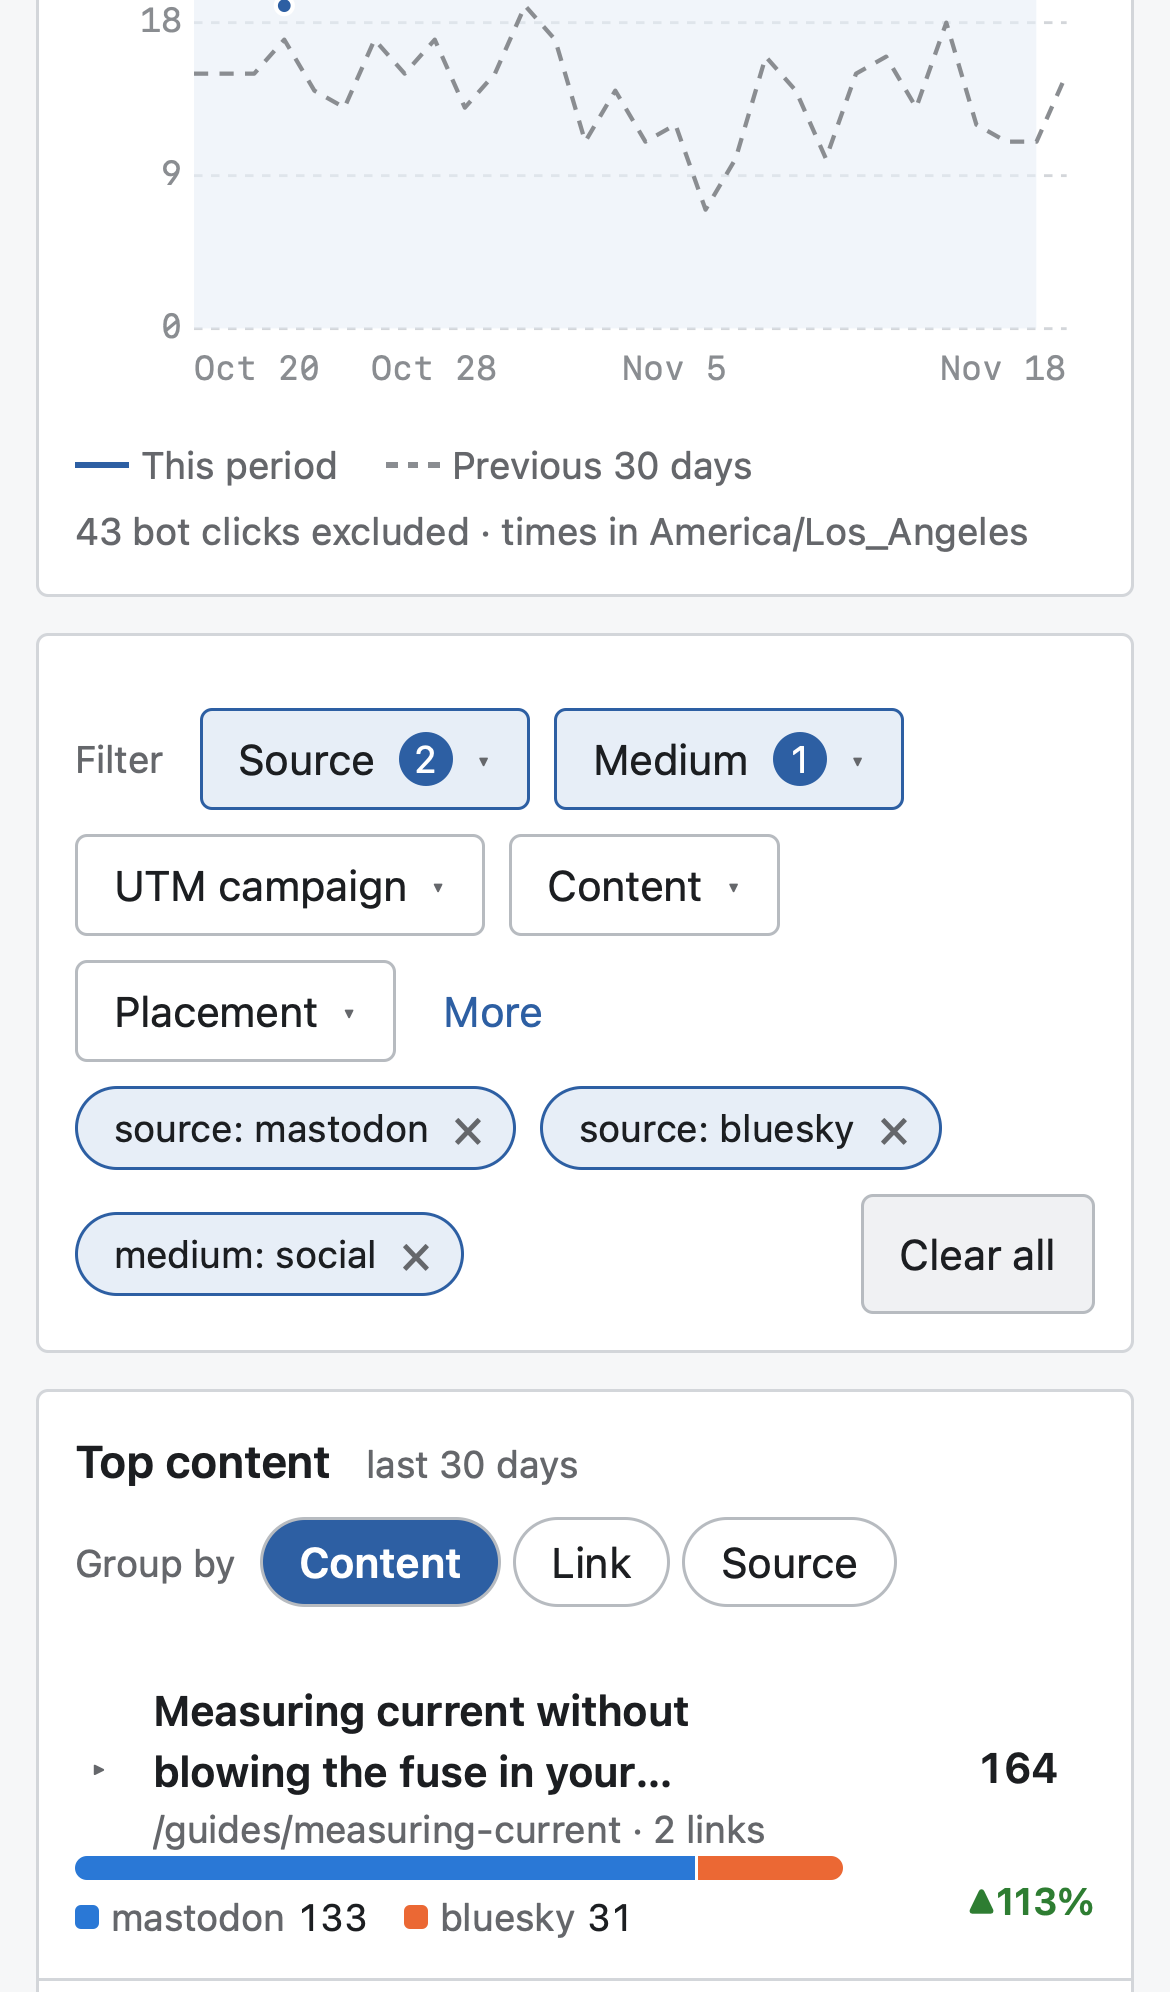 18
9
0
Oct 20 Oct 28 Nov 5 Nov 18
This period Previous 30 days
43 bot clicks excluded · times in America/Los_Angeles
Filter Source 2 Medium 1
UTM campaign Content
Placement More
source: mastodon source: bluesky
medium: social Clear all
Top content last 30 days
Group by Content Link Source
Measuring current without
blowing the fuse in your... 164
/guides/measuring-current · 2 links
mastodon 133 bluesky 31 ▲113%